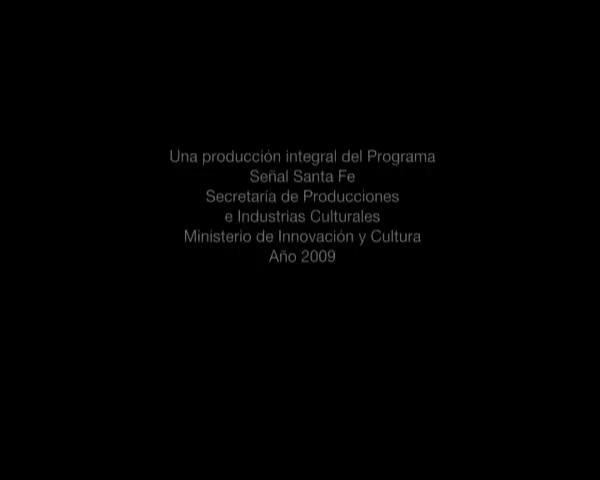 Una producción integral del Programa
Señal Santa Fe
Secretaría de Producciones
e Industrias Culturales
Ministerio de Innovación y Cultura
Año 2009